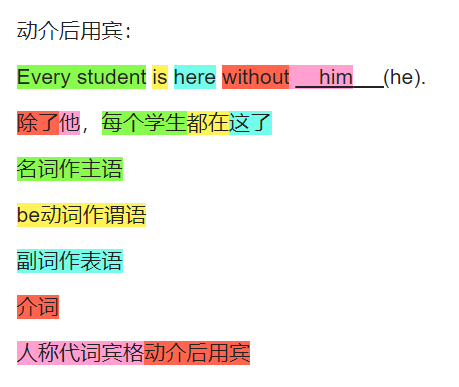 动介后用宾：
Every student is here without __him___(he).
除了他，每个学生都在这了
名词作主语
be动词作谓语
副词作表语
介词
人称代词宾格动介后用宾